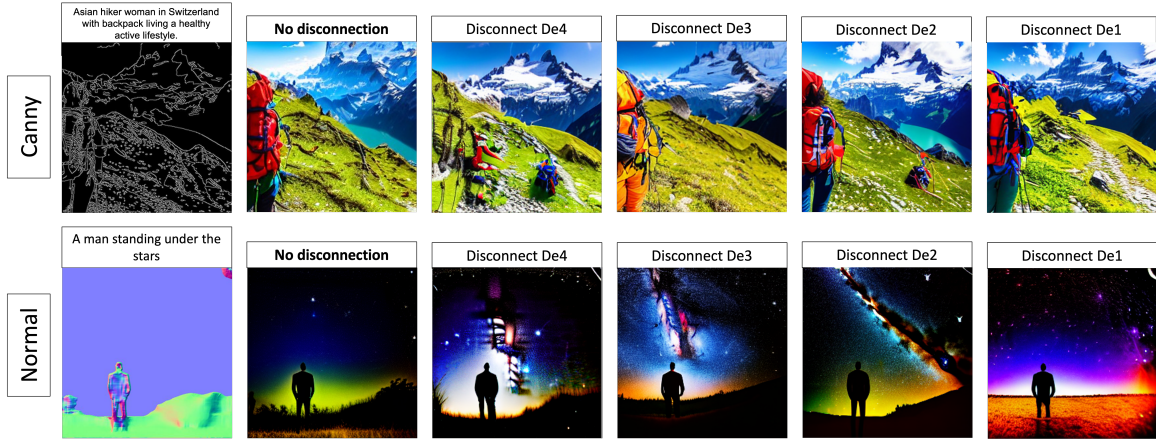 Asian hiker woman in Switzerland
with backpack living a healthy
active lifestyle.
No disconnection
Disconnect De4
Disconnect De3
Disconnect De2
Disconnect De1
Canny
A man standing under the
stars
No disconnection
Disconnect De4
Disconnect De3
Disconnect De2
Disconnect De1
Normal